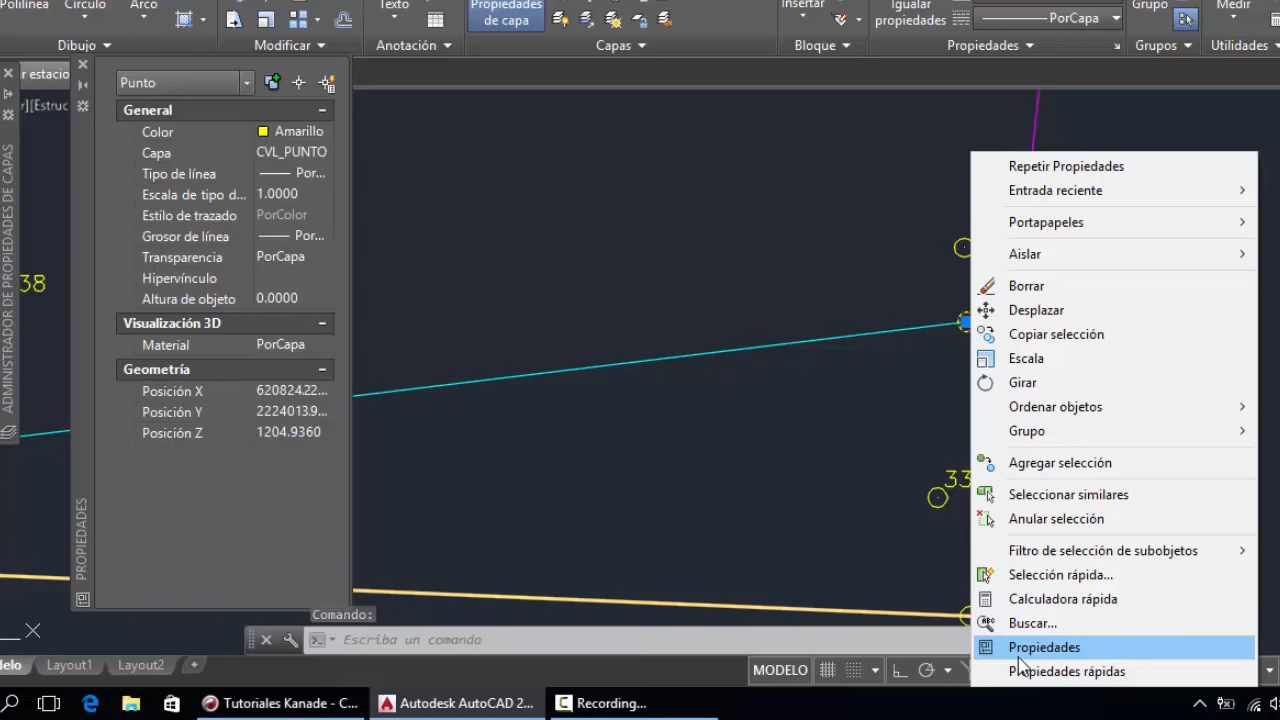 Polilínea Círculo Arco Texto Propiedades de capa Insertar Igualar propiedades PorCapa Grupo Medir
Dibujo Modificar Anotación Capas Bloque Propiedades Grupos Utilidades
r estacio
][Estruc
ADMINISTRADOR DE PROPIEDADES DE CAPAS
PROPIEDADES
Punto
General
Color Amarillo
Capa CVL_PUNTO
Tipo de línea Por...
Escala de tipo d... 1.0000
Estilo de trazado PorColor
Grosor de línea Por...
Transparencia PorCapa
Hipervínculo
Altura de objeto 0.0000
Visualización 3D
Material PorCapa
Geometría
Posición X 620824.22...
Posición Y 2224013.9...
Posición Z 1204.9360
38
33
Repetir Propiedades
Entrada reciente
Portapapeles
Aislar
Borrar
Desplazar
Copiar selección
Escala
Girar
Ordenar objetos
Grupo
Agregar selección
Seleccionar similares
Anular selección
Filtro de selección de subobjetos
Selección rápida...
Calculadora rápida
Buscar...
Propiedades
Propiedades rápidas
Comando:
Escriba un comando
X
delo Layout1 Layout2 +
MODELO
Tutoriales Kanade - C... Autodesk AutoCAD 2... Recording...